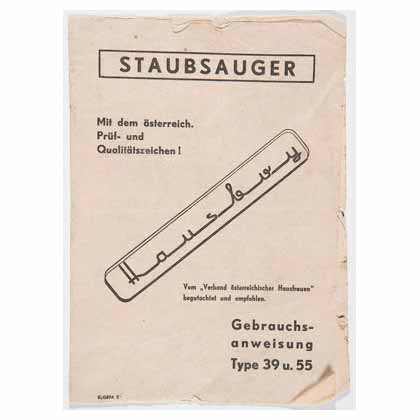 STAUBSAUGER
Mit dem österreich.
Prüf- und
Qualitätszeichen!
Hausboy
Vom „Verband österreichischer Hausfrauen"
begutachtet und empfohlen.
Gebrauchs-
anweisung
Type 39 u. 55